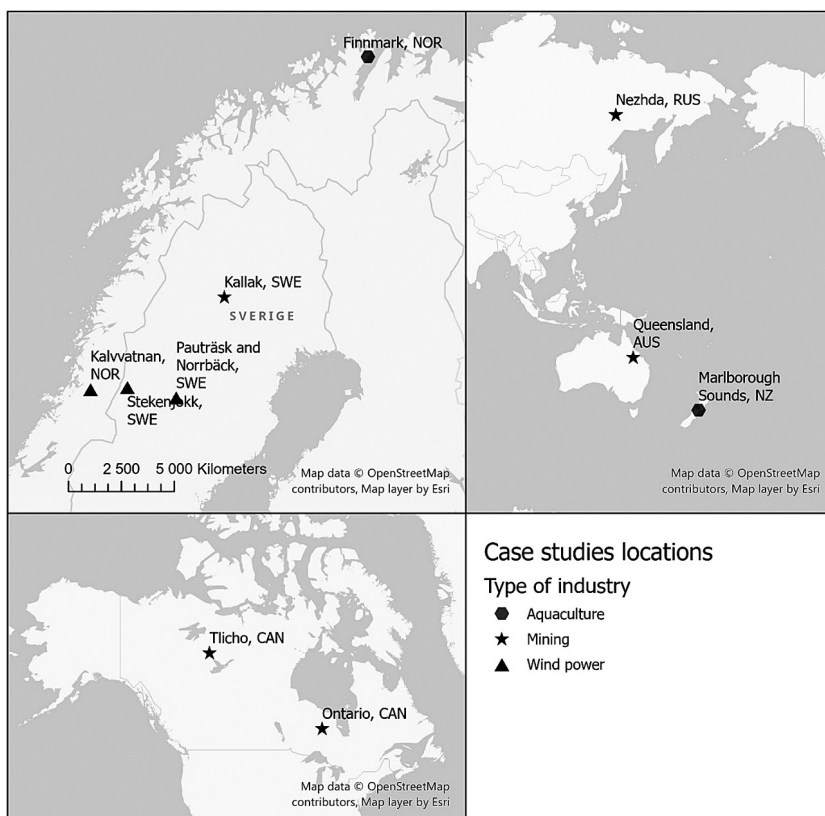 Finnmark, NOR
Kallak, SWE
SVERIGE
Kalvvatnan,
NOR
Pauträsk and
Norrbäck,
SWE
Stekenjokk,
SWE
0 2 500 5 000 Kilometers
Map data © OpenStreetMap
contributors, Map layer by Esri
Nezhda, RUS
Queensland,
AUS
Marlborough
Sounds, NZ
Map data © OpenStreetMap
contributors, Map layer by Esri
Tlicho, CAN
Ontario, CAN
Map data © OpenStreetMap
contributors, Map layer by Esri
Case studies locations
Type of industry
Aquaculture
Mining
Wind power